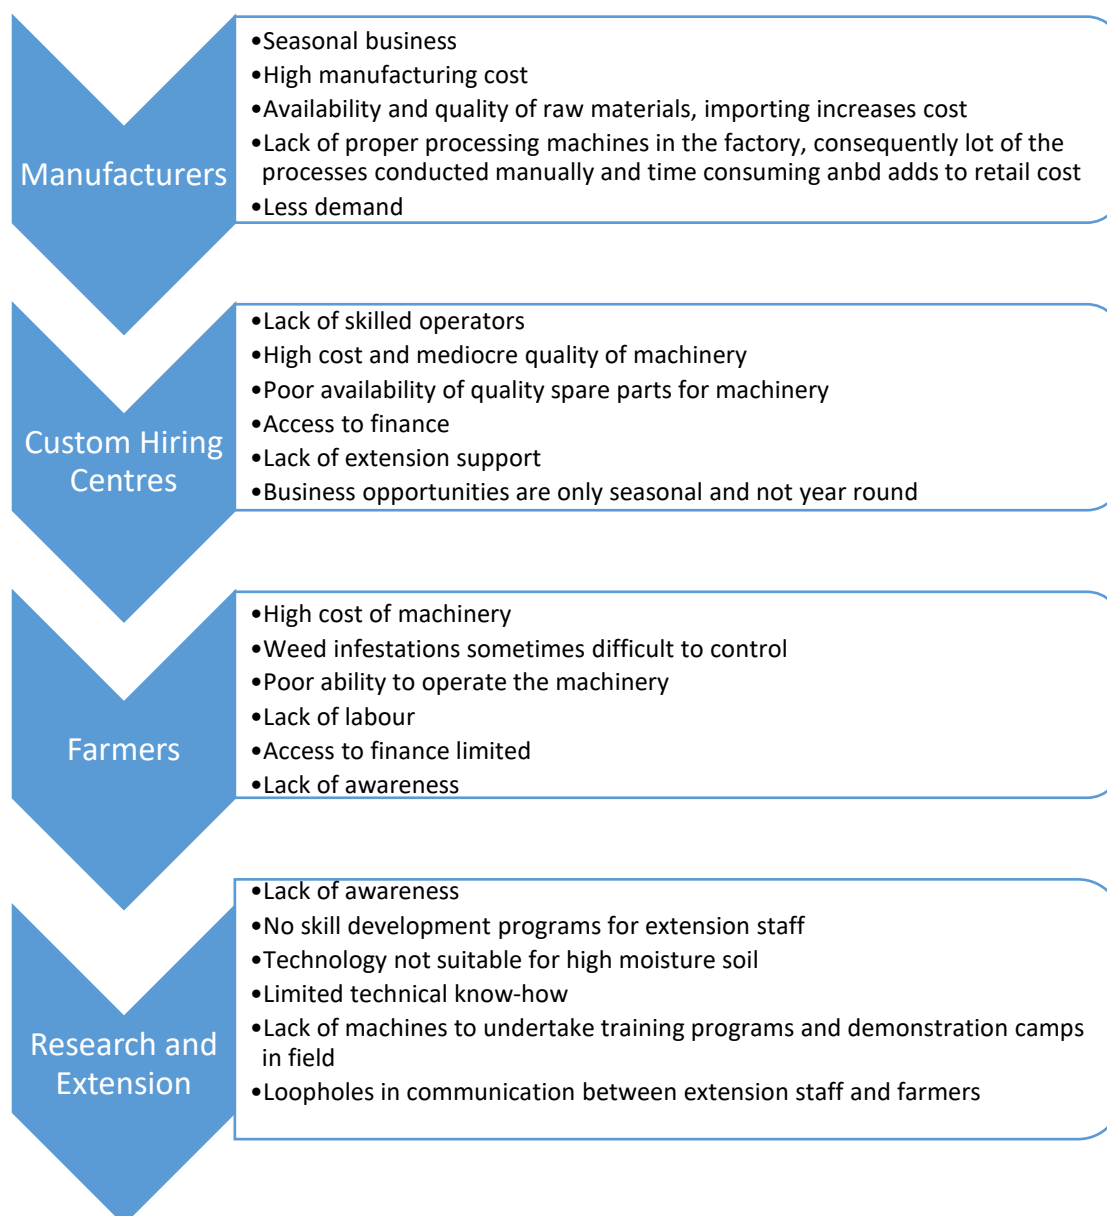 Manufacturers
•Seasonal business
•High manufacturing cost
•Availability and quality of raw materials, importing increases cost
•Lack of proper processing machines in the factory, consequently lot of the
processes conducted manually and time consuming anbd adds to retail cost
•Less demand
Custom Hiring
Centres
•Lack of skilled operators
•High cost and mediocre quality of machinery
•Poor availability of quality spare parts for machinery
•Access to finance
•Lack of extension support
•Business opportunities are only seasonal and not year round
Farmers
•High cost of machinery
•Weed infestations sometimes difficult to control
•Poor ability to operate the machinery
•Lack of labour
•Access to finance limited
•Lack of awareness
Research and
Extension
•Lack of awareness
•No skill development programs for extension staff
•Technology not suitable for high moisture soil
•Limited technical know-how
•Lack of machines to undertake training programs and demonstration camps
in field
•Loopholes in communication between extension staff and farmers